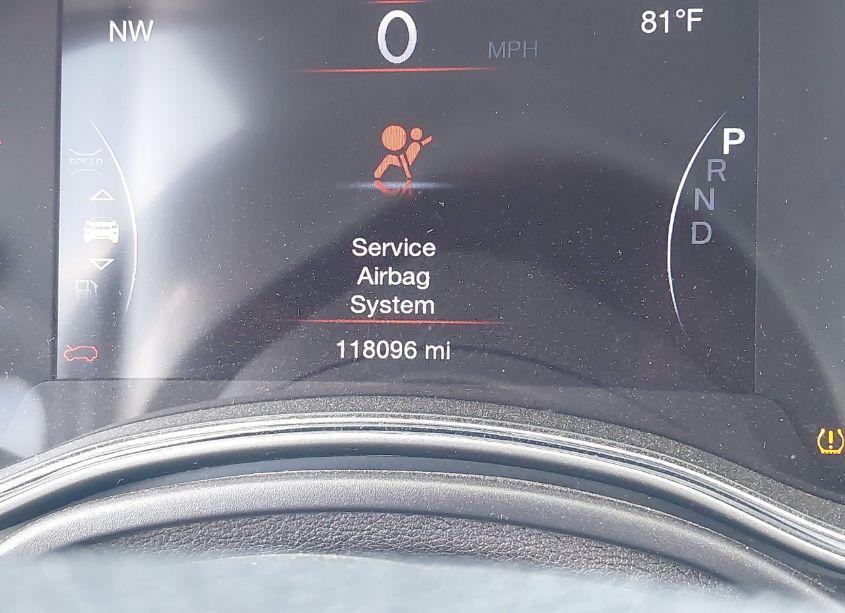 NW
0
MPH
81°F
SPEED
P
R
N
D
Service
Airbag
System
118096 mi